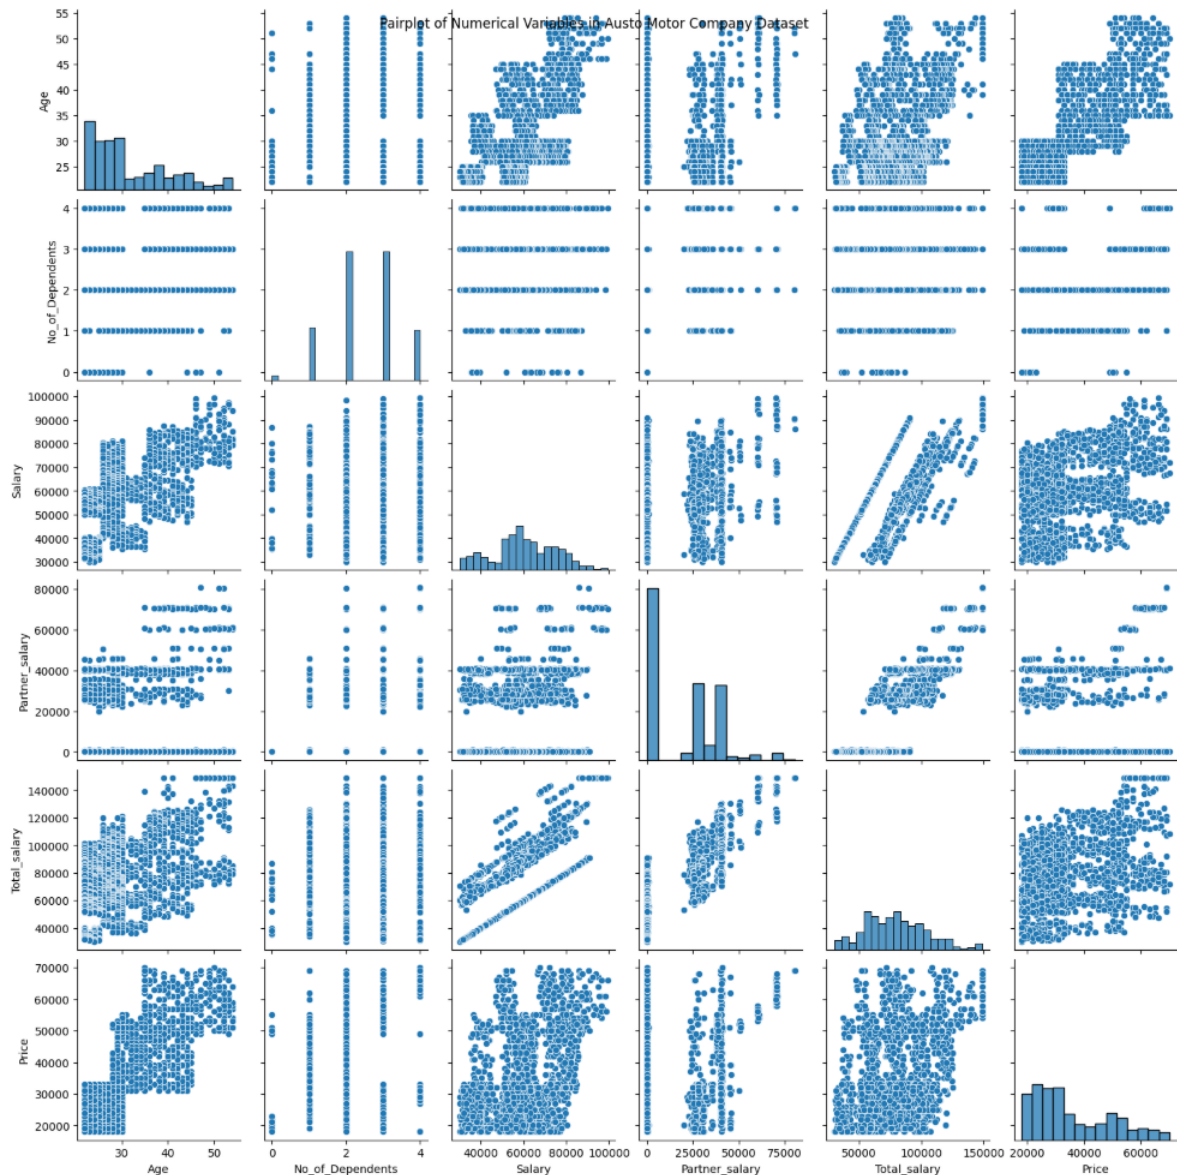 Pairplot of Numerical Variables in Austo Motor Company Dataset
55
50
45
40
35
30
25
Age
4
3
2
1
0
No_of_Dependents
100000
90000
80000
70000
60000
50000
40000
30000
Salary
80000
60000
40000
20000
0
Partner_salary
140000
120000
100000
80000
60000
40000
Total_salary
70000
60000
50000
40000
30000
20000
Price
30 40 50
0 2 4
40000 60000 80000 100000
0 25000 50000 75000
50000 100000 150000
20000 40000 60000
Age
No_of_Dependents
Salary
Partner_salary
Total_salary
Price